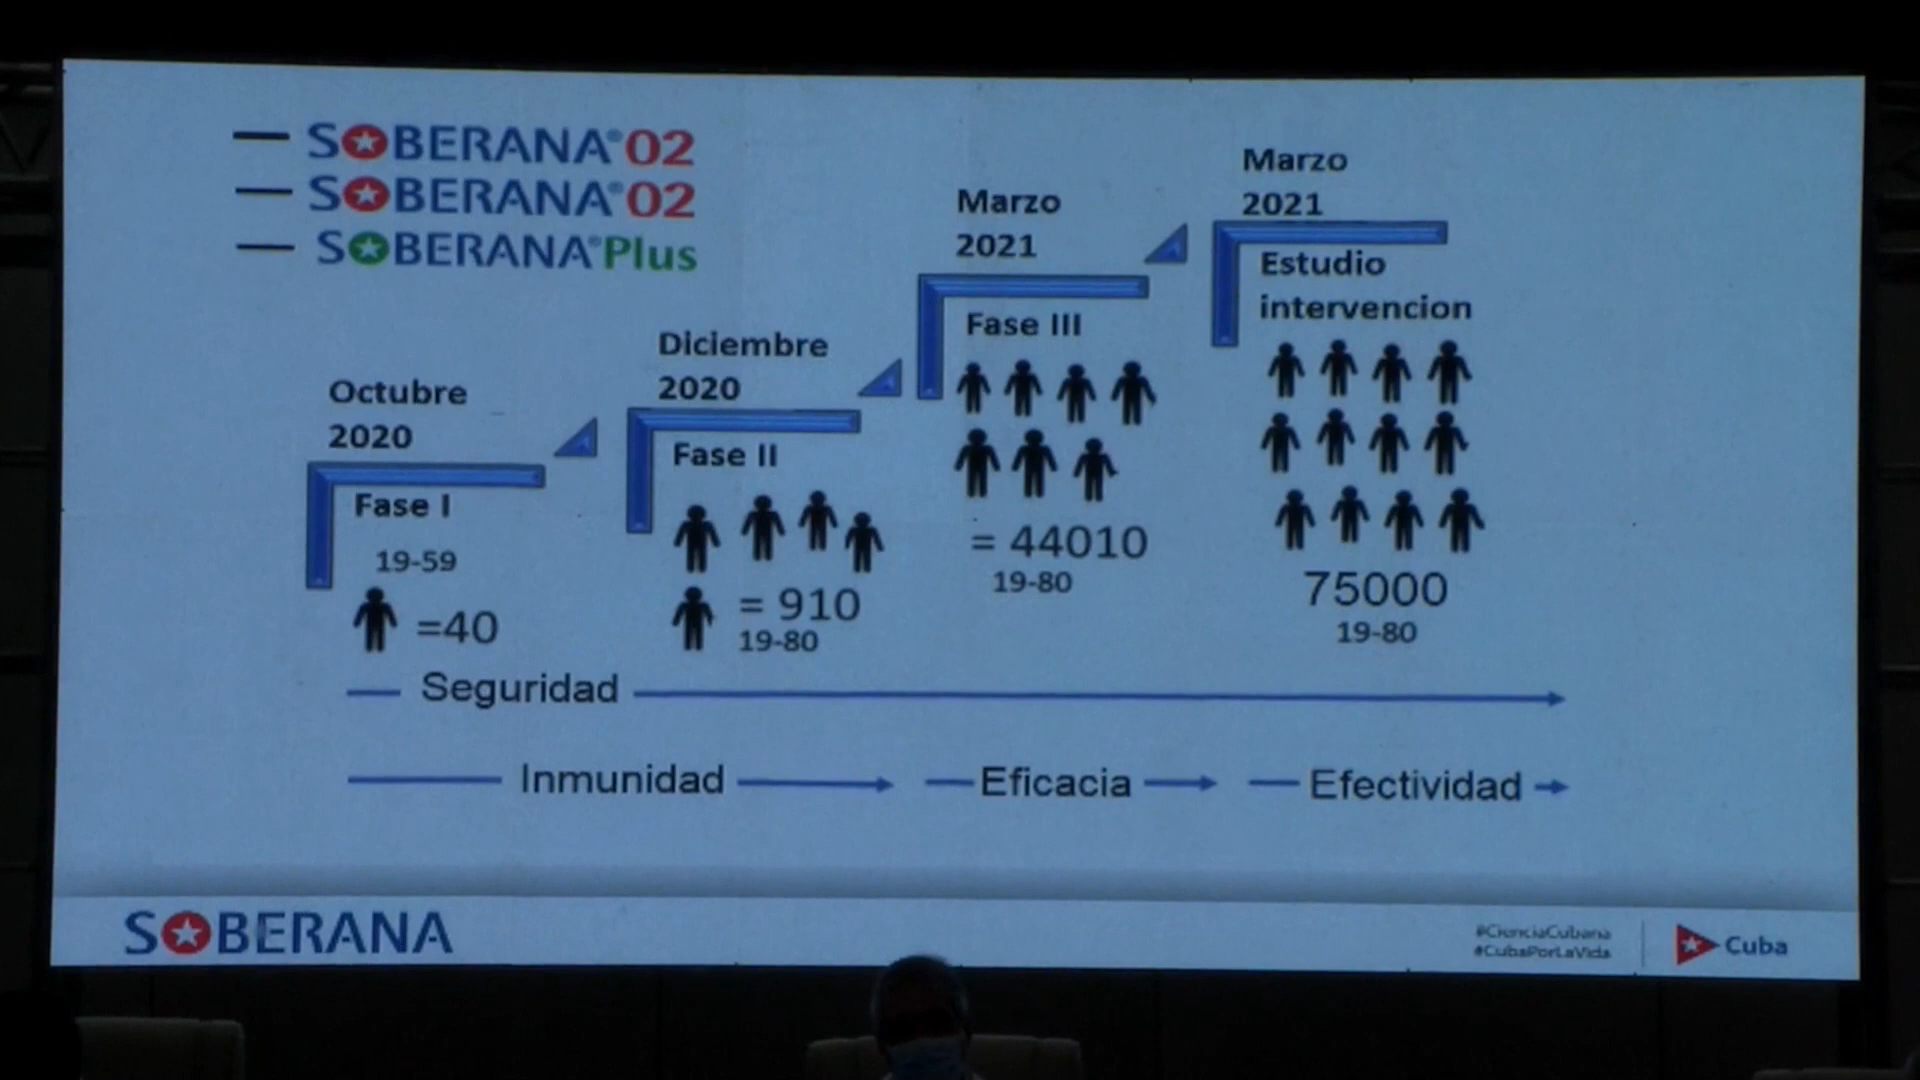 SOBERANA®02
SOBERANA®02
SOBERANA®Plus
Octubre
2020
Fase I
19-59
=40
Diciembre
2020
Fase II
= 910
19-80
Marzo
2021
Fase III
= 44010
19-80
Marzo
2021
Estudio
intervencion
75000
19-80
Seguridad
Inmunidad
Eficacia
Efectividad
SOBERANA
#CienciaCubana
#CubaPorLaVida
Cuba